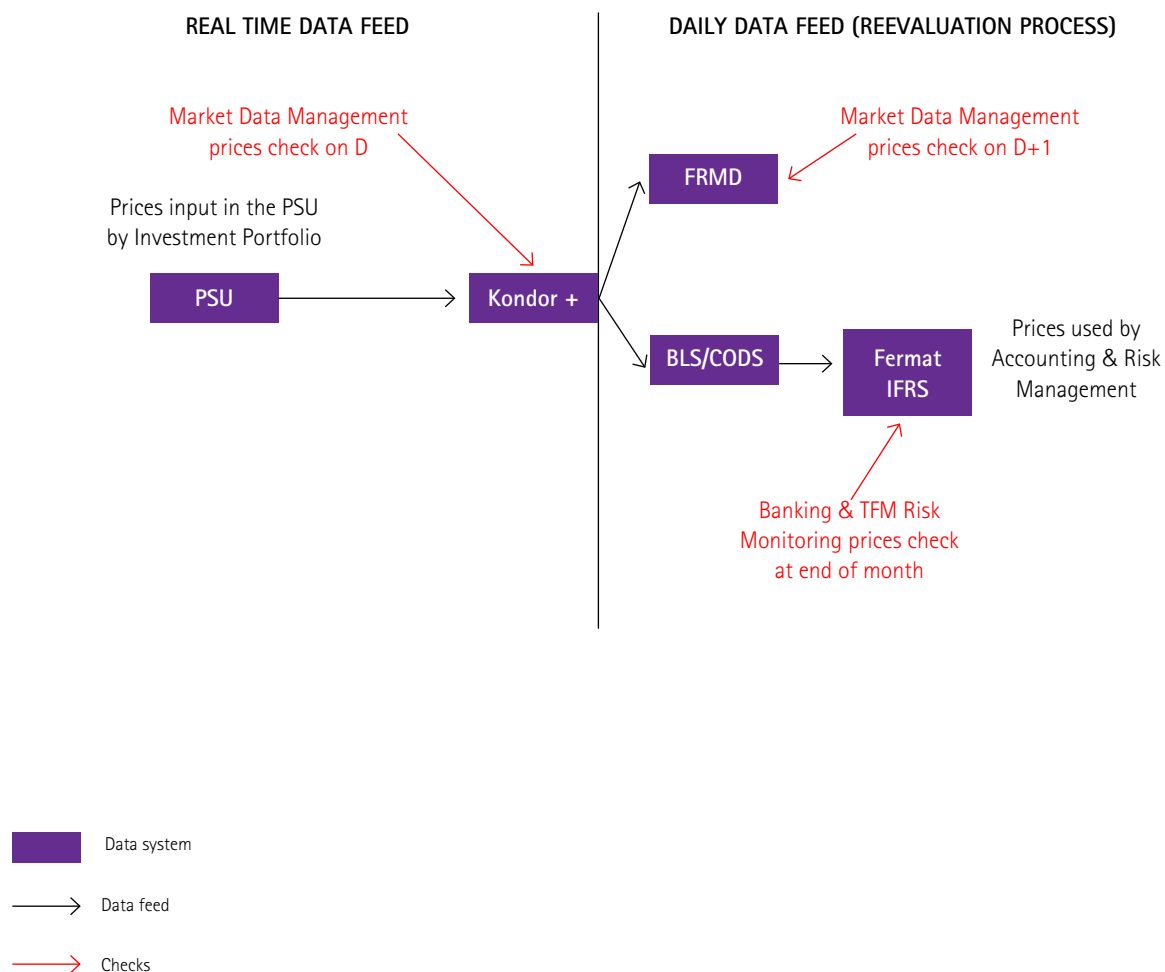 REAL TIME DATA FEED
DAILY DATA FEED (REEVALUATION PROCESS)
Market Data Management
prices check on D
Market Data Management
prices check on D+1
FRMD
Prices input in the PSU
by Investment Portfolio
PSU
Kondor +
BLS/CODS
Fermat
IFRS
Prices used by
Accounting & Risk
Management
Banking & TFM Risk
Monitoring prices check
at end of month
Data system
Data feed
Checks